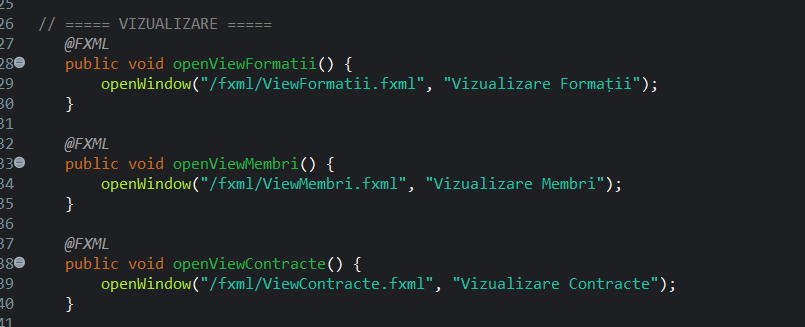 25
26 // ===== VIZUALIZARE =====
27 @FXML
28 public void openViewFormatii() {
29 openWindow("/fxml/ViewFormatii.fxml", "Vizualizare Formații");
30 }
31
32 @FXML
33 public void openViewMembri() {
34 openWindow("/fxml/ViewMembri.fxml", "Vizualizare Membri");
35 }
36
37 @FXML
38 public void openViewContracte() {
39 openWindow("/fxml/ViewContracte.fxml", "Vizualizare Contracte");
40 }
41